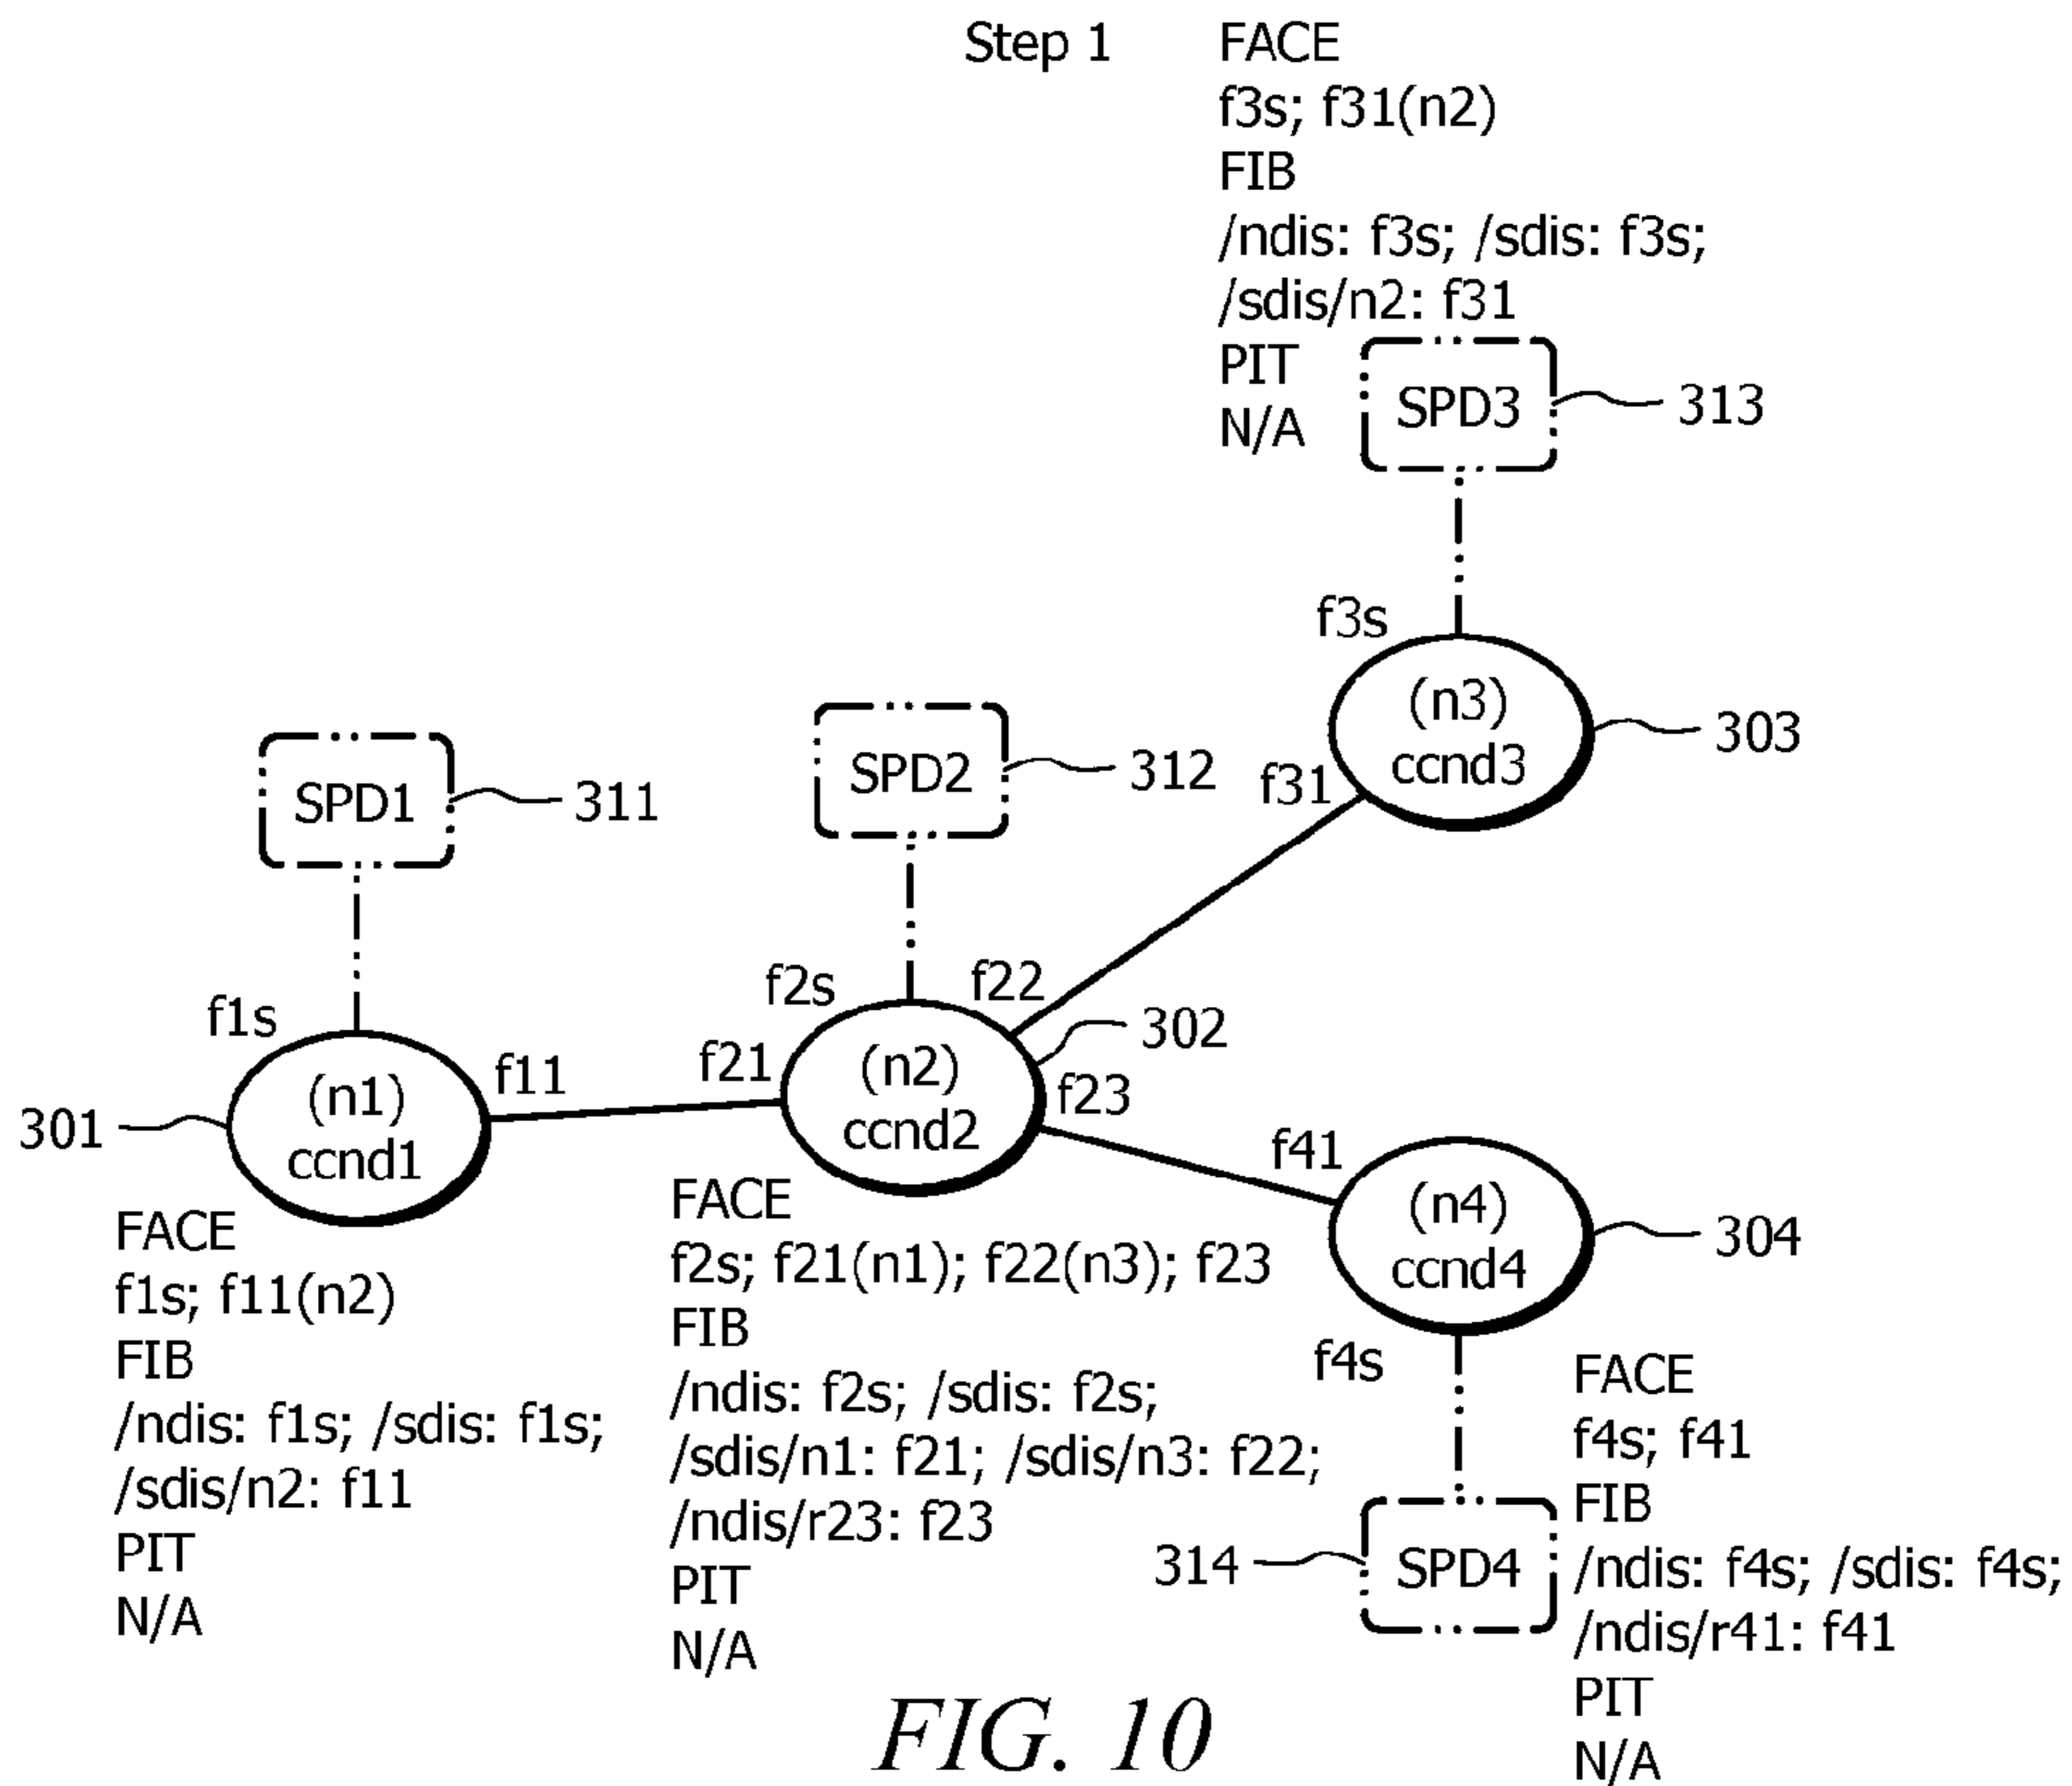 Step 1
FACE
f3s; f31(n2)
FIB
/ndis: f3s; /sdis: f3s;
/sdis/n2: f31
PIT
N/A
SPD3
313
f3s
(n3)
ccnd3
303
f31
SPD1
311
SPD2
312
f1s
f2s
f22
302
301
(n1)
ccnd1
f11
f21
(n2)
ccnd2
f23
f41
(n4)
ccnd4
304
f4s
FACE
f1s; f11(n2)
FIB
/ndis: f1s; /sdis: f1s;
/sdis/n2: f11
PIT
N/A
FACE
f2s; f21(n1); f22(n3); f23
FIB
/ndis: f2s; /sdis: f2s;
/sdis/n1: f21; /sdis/n3: f22;
/ndis/r23: f23
PIT
N/A
314
SPD4
FACE
f4s; f41
FIB
/ndis: f4s; /sdis: f4s;
/ndis/r41: f41
PIT
N/A
FIG. 10